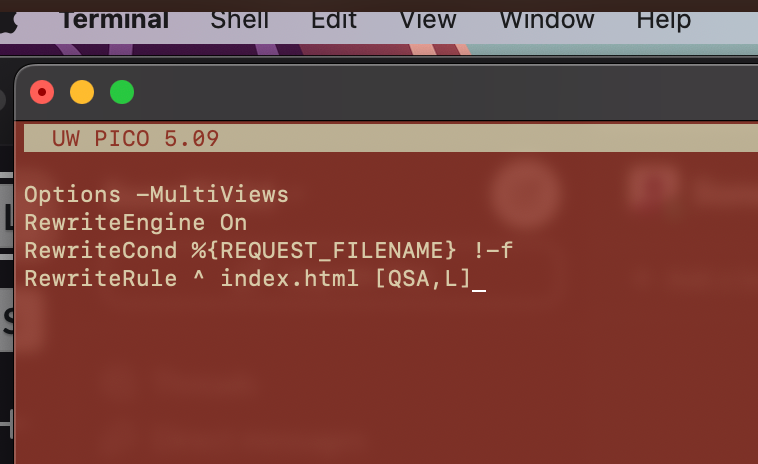 Terminal Shell Edit View Window Help
UW PICO 5.09
Options -MultiViews
RewriteEngine On
RewriteCond %{REQUEST_FILENAME} !-f
RewriteRule ^ index.html [QSA,L]